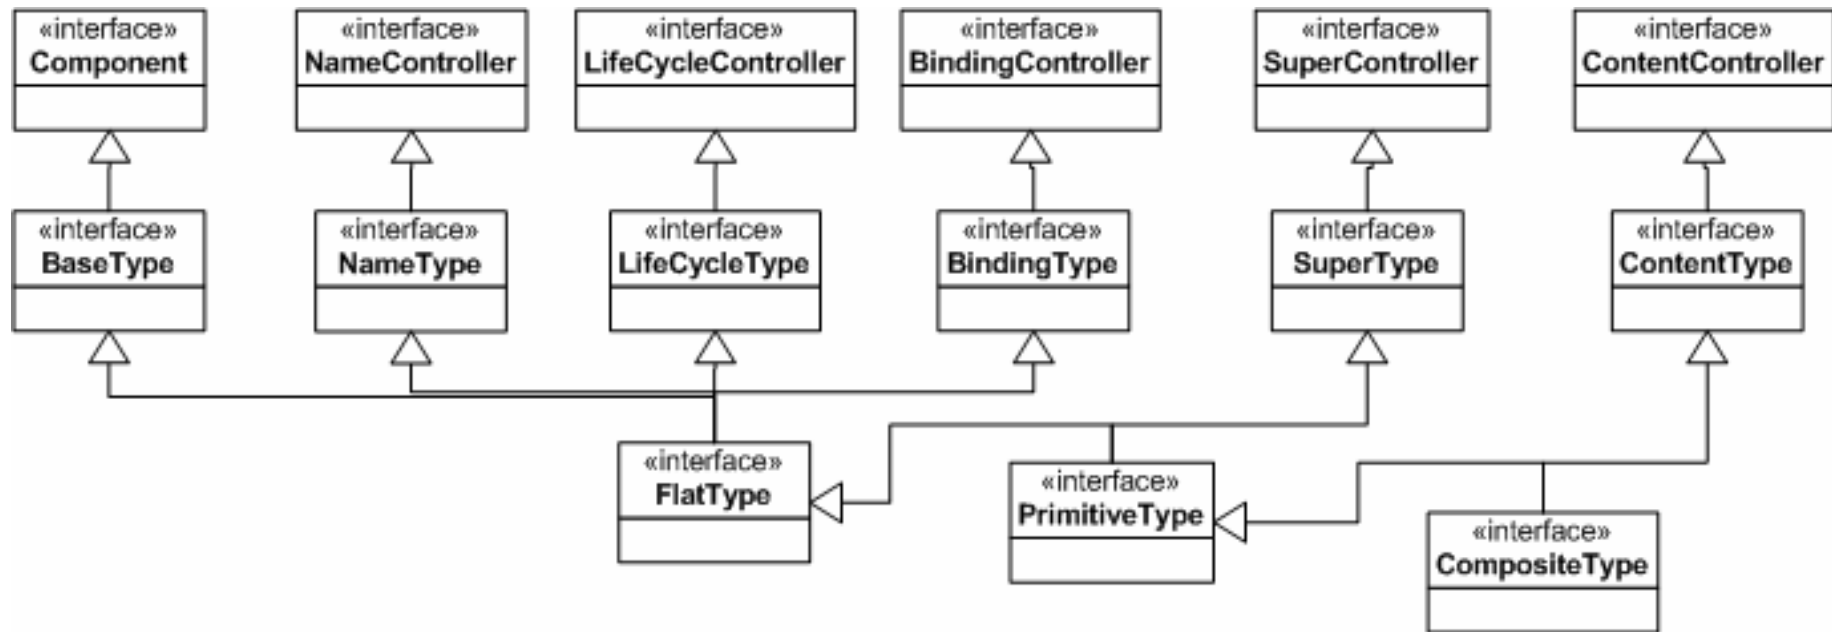 «interface»
Component
«interface»
NameController
«interface»
LifeCycleController
«interface»
BindingController
«interface»
SuperController
«interface»
ContentController
«interface»
BaseType
«interface»
NameType
«interface»
LifeCycleType
«interface»
BindingType
«interface»
SuperType
«interface»
ContentType
«interface»
FlatType
«interface»
PrimitiveType
«interface»
CompositeType